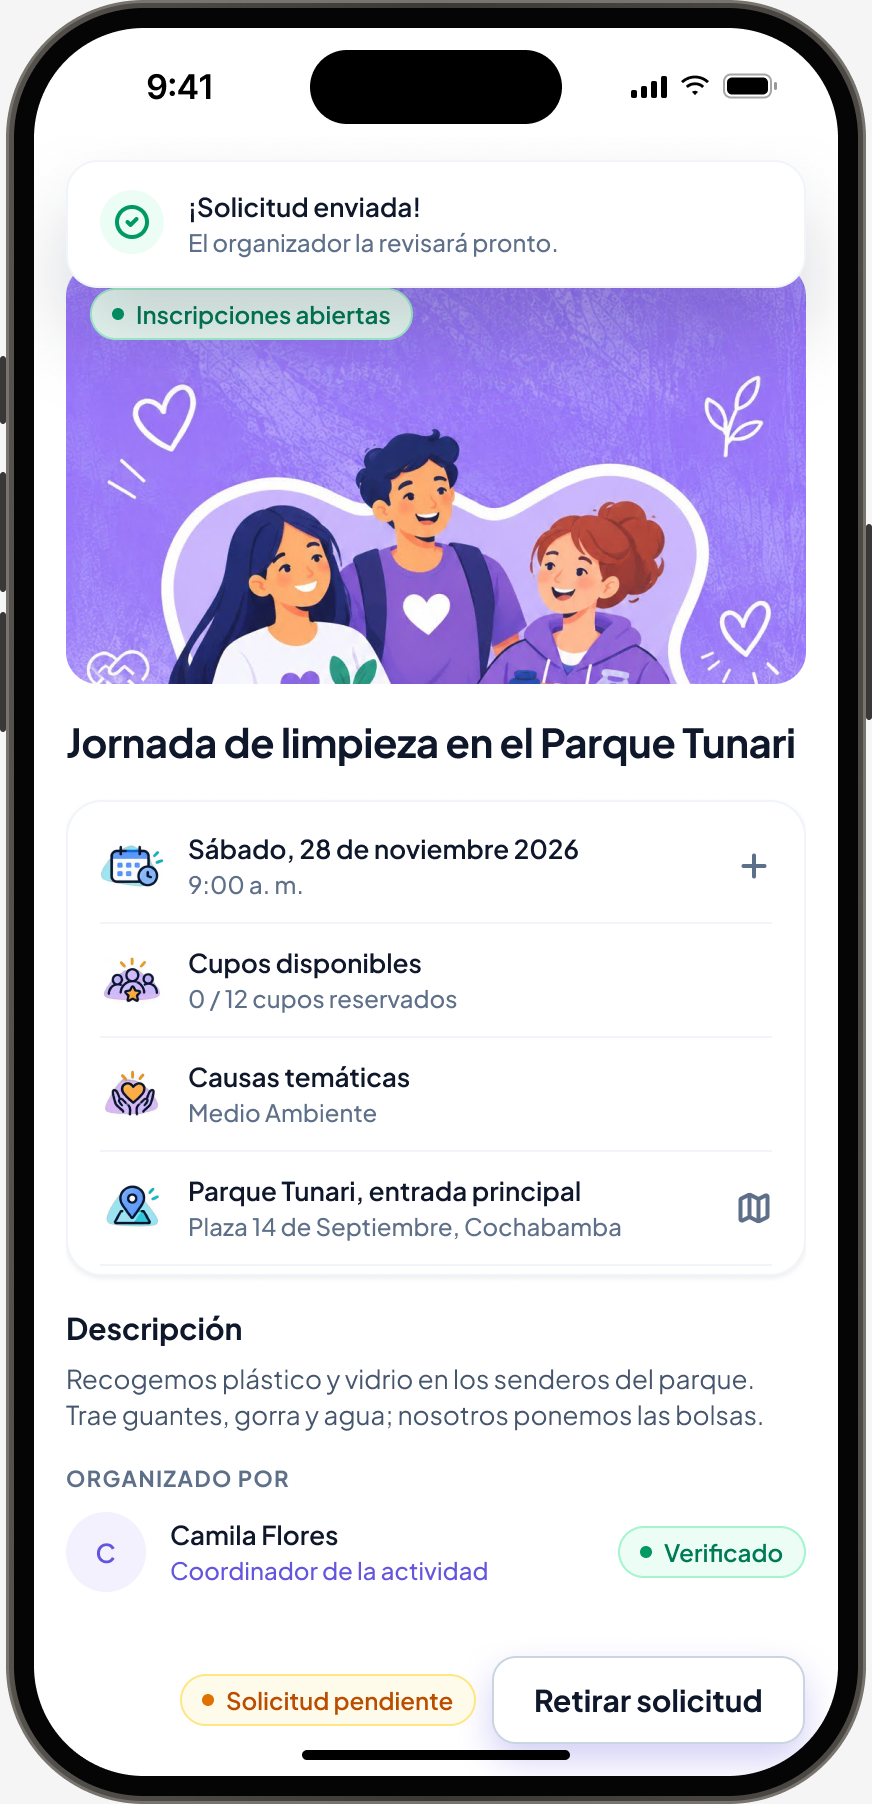 9:41
¡Solicitud enviada!
El organizador la revisará pronto.
Inscripciones abiertas
Jornada de limpieza en el Parque Tunari
Sábado, 28 de noviembre 2026
9:00 a. m.
Cupos disponibles
0 / 12 cupos reservados
Causas temáticas
Medio Ambiente
Parque Tunari, entrada principal
Plaza 14 de Septiembre, Cochabamba
Descripción
Recogemos plástico y vidrio en los senderos del parque.
Trae guantes, gorra y agua; nosotros ponemos las bolsas.
ORGANIZADO POR
C
Camila Flores
Coordinador de la actividad
Verificado
Solicitud pendiente
Retirar solicitud